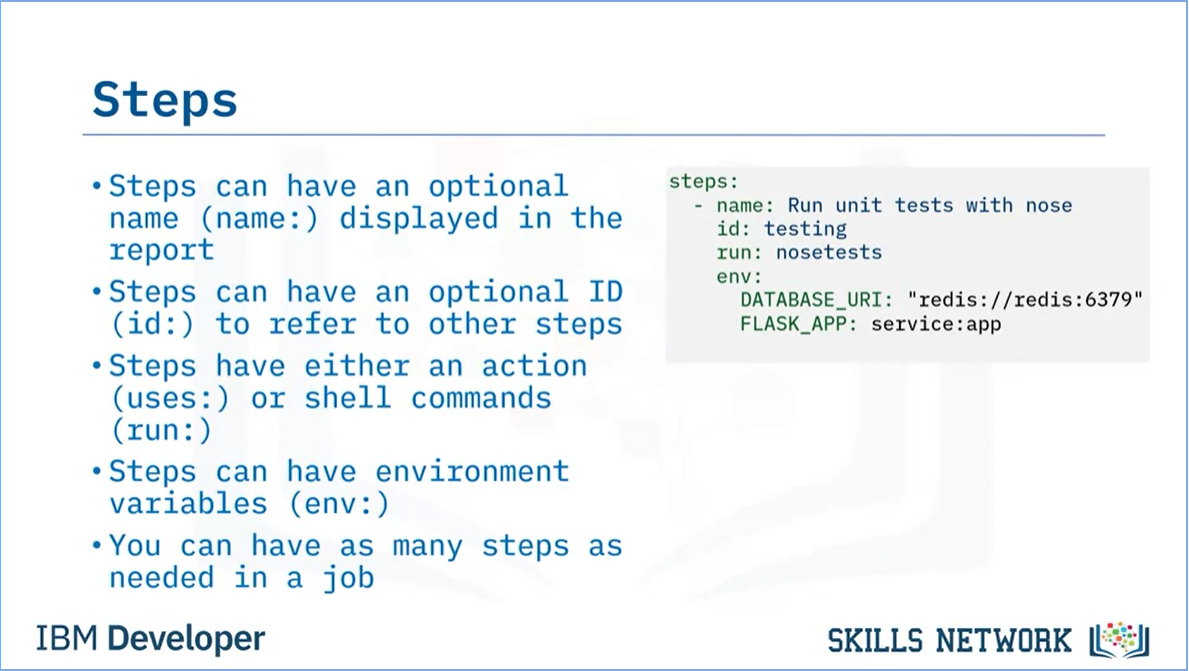 Steps
• Steps can have an optional
name (name:) displayed in the
report
• Steps can have an optional ID
(id:) to refer to other steps
• Steps have either an action
(uses:) or shell commands
(run:)
• Steps can have environment
variables (env:)
• You can have as many steps as
needed in a job
steps:
  - name: Run unit tests with nose
    id: testing
    run: nosetests
    env:
      DATABASE_URI: "redis://redis:6379"
      FLASK_APP: service:app
IBM Developer
SKILLS NETWORK